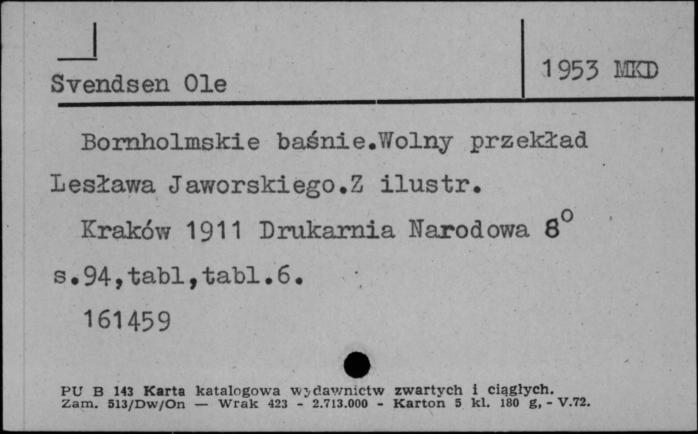 1953 MKD
Svendsen Ole
Bornholmskie baśnie.Wolny przekład
Lesława Jaworskiego.Z ilustr.
Kraków 1911 Drukarnia Narodowa 8°
s.94,tabl,tabl.6.
161459
PU B 143 Karta katalogowa wydawnictw zwartych i ciągłych.
Zam. 513/Dw/On — Wrak 423 - 2.713.000 - Karton 5 kl. 180 g, - V.72.